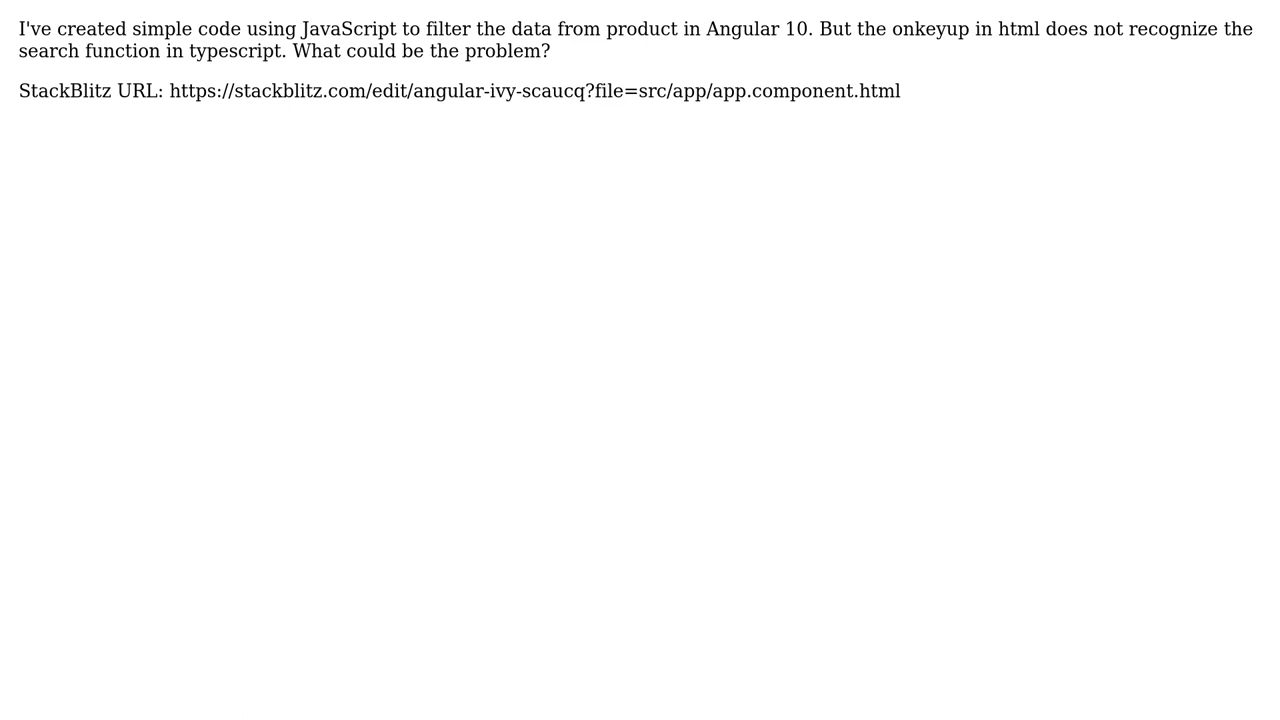 I've created simple code using JavaScript to filter the data from product in Angular 10. But the onkeyup in html does not recognize the
search function in typescript. What could be the problem?
StackBlitz URL: https://stackblitz.com/edit/angular-ivy-scaucq?file=src/app/app.component.html